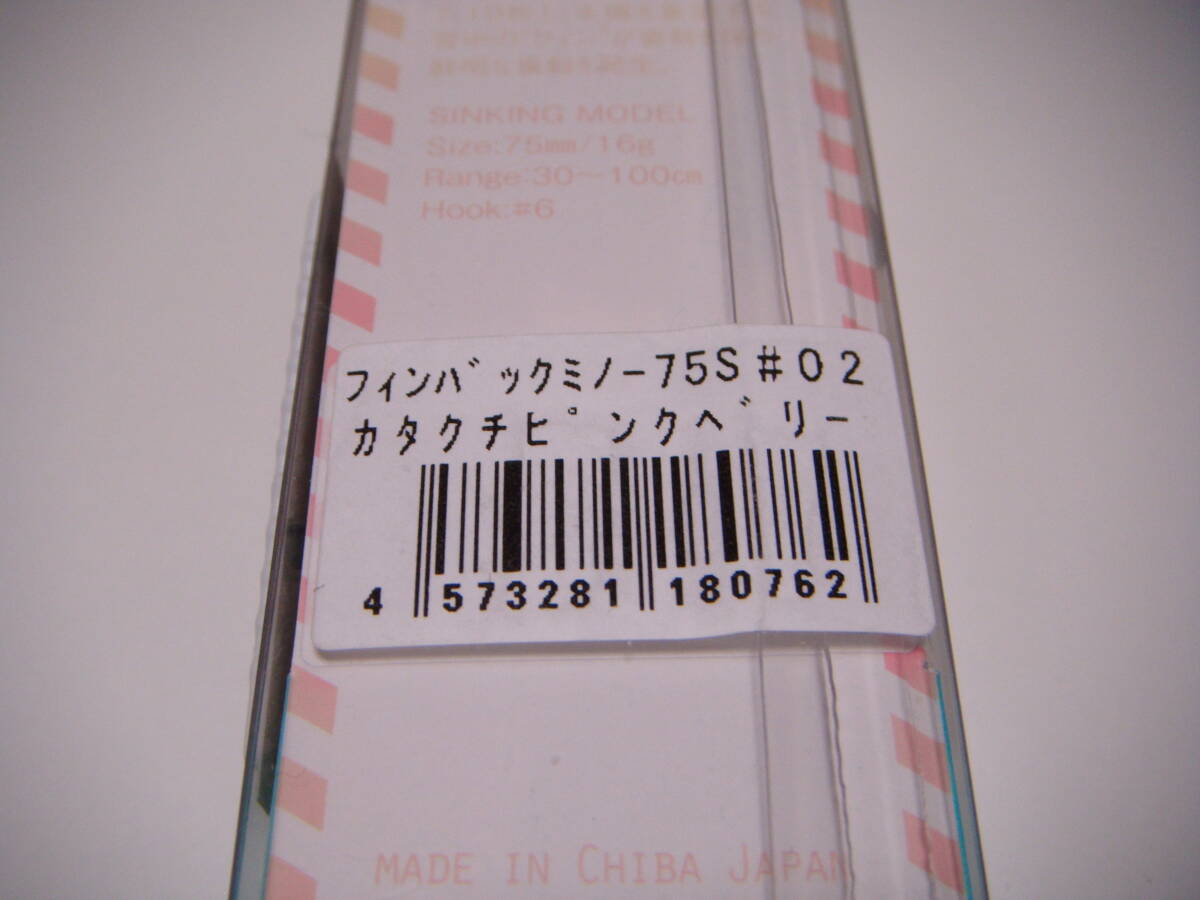 SINKING MODEL
Size:75mm/16g
Range:30〜100cm
Hook:#6
フィンバックミノー75S#02
カタクチピンクベリー
4 573281 180762
MADE IN CHIBA JAPAN